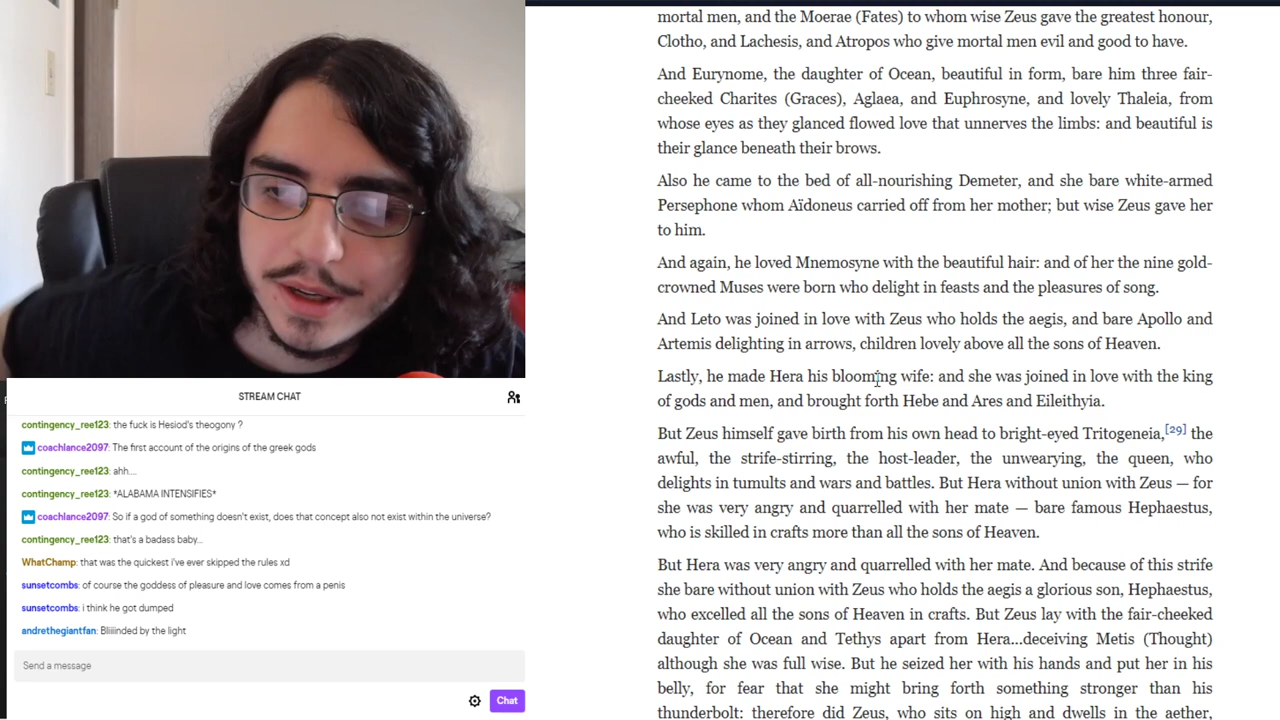 STREAM CHAT
contingency_ree123: the fuck is Hesiod's theogony ?
coachlance2097: The first account of the origins of the greek gods
contingency_ree123: ahh....
contingency_ree123: *ALABAMA INTENSIFIES*
coachlance2097: So if a god of something doesn't exist, does that concept also not exist within the universe?
contingency_ree123: that's a badass baby...
WhatChamp: that was the quickest i've ever skipped the rules xd
sunsetcombs: of course the goddess of pleasure and love comes from a penis
sunsetcombs: i think he got dumped
andrethegiantfan: Bliiiinded by the light
Send a message
Chat
mortal men, and the Moerae (Fates) to whom wise Zeus gave the greatest honour,
Clotho, and Lachesis, and Atropos who give mortal men evil and good to have.
And Eurynome, the daughter of Ocean, beautiful in form, bare him three fair-
cheeked Charites (Graces), Aglaea, and Euphrosyne, and lovely Thaleia, from
whose eyes as they glanced flowed love that unnerves the limbs: and beautiful is
their glance beneath their brows.
Also he came to the bed of all-nourishing Demeter, and she bare white-armed
Persephone whom Aïdoneus carried off from her mother; but wise Zeus gave her
to him.
And again, he loved Mnemosyne with the beautiful hair: and of her the nine gold-
crowned Muses were born who delight in feasts and the pleasures of song.
And Leto was joined in love with Zeus who holds the aegis, and bare Apollo and
Artemis delighting in arrows, children lovely above all the sons of Heaven.
Lastly, he made Hera his blooming wife: and she was joined in love with the king
of gods and men, and brought forth Hebe and Ares and Eileithyia.
But Zeus himself gave birth from his own head to bright-eyed Tritogeneia,[29] the
awful, the strife-stirring, the host-leader, the unwearying, the queen, who
delights in tumults and wars and battles. But Hera without union with Zeus — for
she was very angry and quarrelled with her mate — bare famous Hephaestus,
who is skilled in crafts more than all the sons of Heaven.
But Hera was very angry and quarrelled with her mate. And because of this strife
she bare without union with Zeus who holds the aegis a glorious son, Hephaestus,
who excelled all the sons of Heaven in crafts. But Zeus lay with the fair-cheeked
daughter of Ocean and Tethys apart from Hera...deceiving Metis (Thought)
although she was full wise. But he seized her with his hands and put her in his
belly, for fear that she might bring forth something stronger than his
thunderbolt: therefore did Zeus, who sits on high and dwells in the aether,